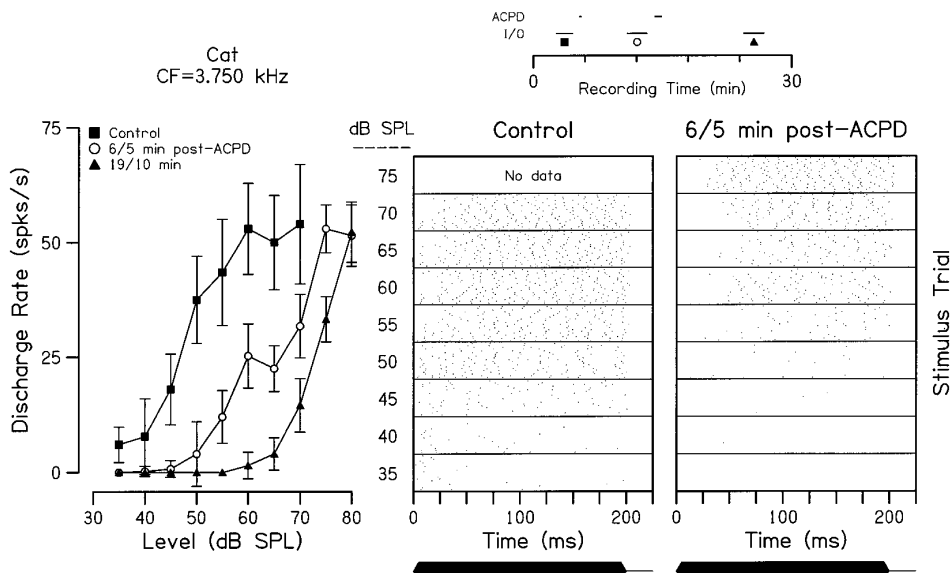 ACPD
I/O
0 30
Recording Time (min)
Cat
CF=3.750 kHz
75
50
25
0
Discharge Rate (spks/s)
Control
6/5 min post-ACPD
19/10 min
30 40 50 60 70 80
Level (dB SPL)
dB SPL
Control
6/5 min post-ACPD
75
No data
70
65
60
55
50
45
40
35
Stimulus Trial
0 100 200
Time (ms)
0 100 200
Time (ms)